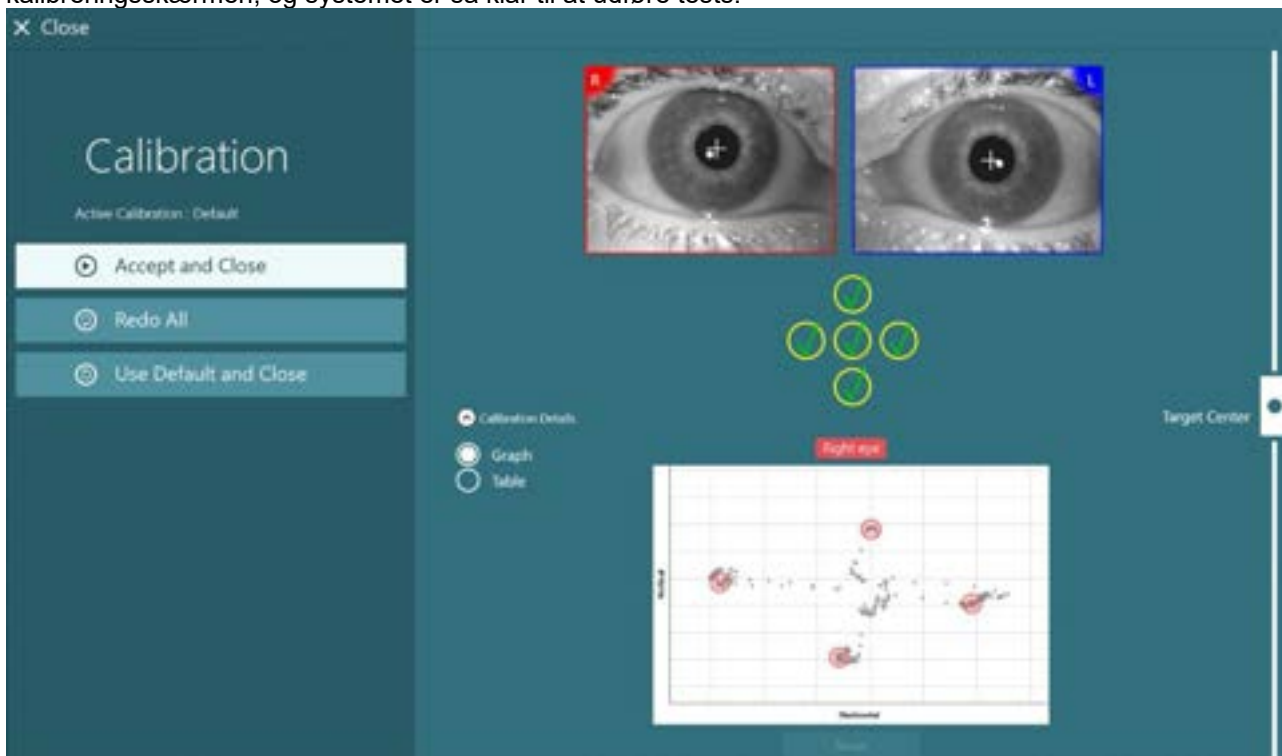 kalibreringsskærmen, og systemet er så klar til at udføre tests.
Close
R
L
Calibration
Active Calibration : Default
Accept and Close
Redo All
Use Default and Close
Calibration Details
Target Center
Right eye
Graph
Table
Vertical
Horizontal